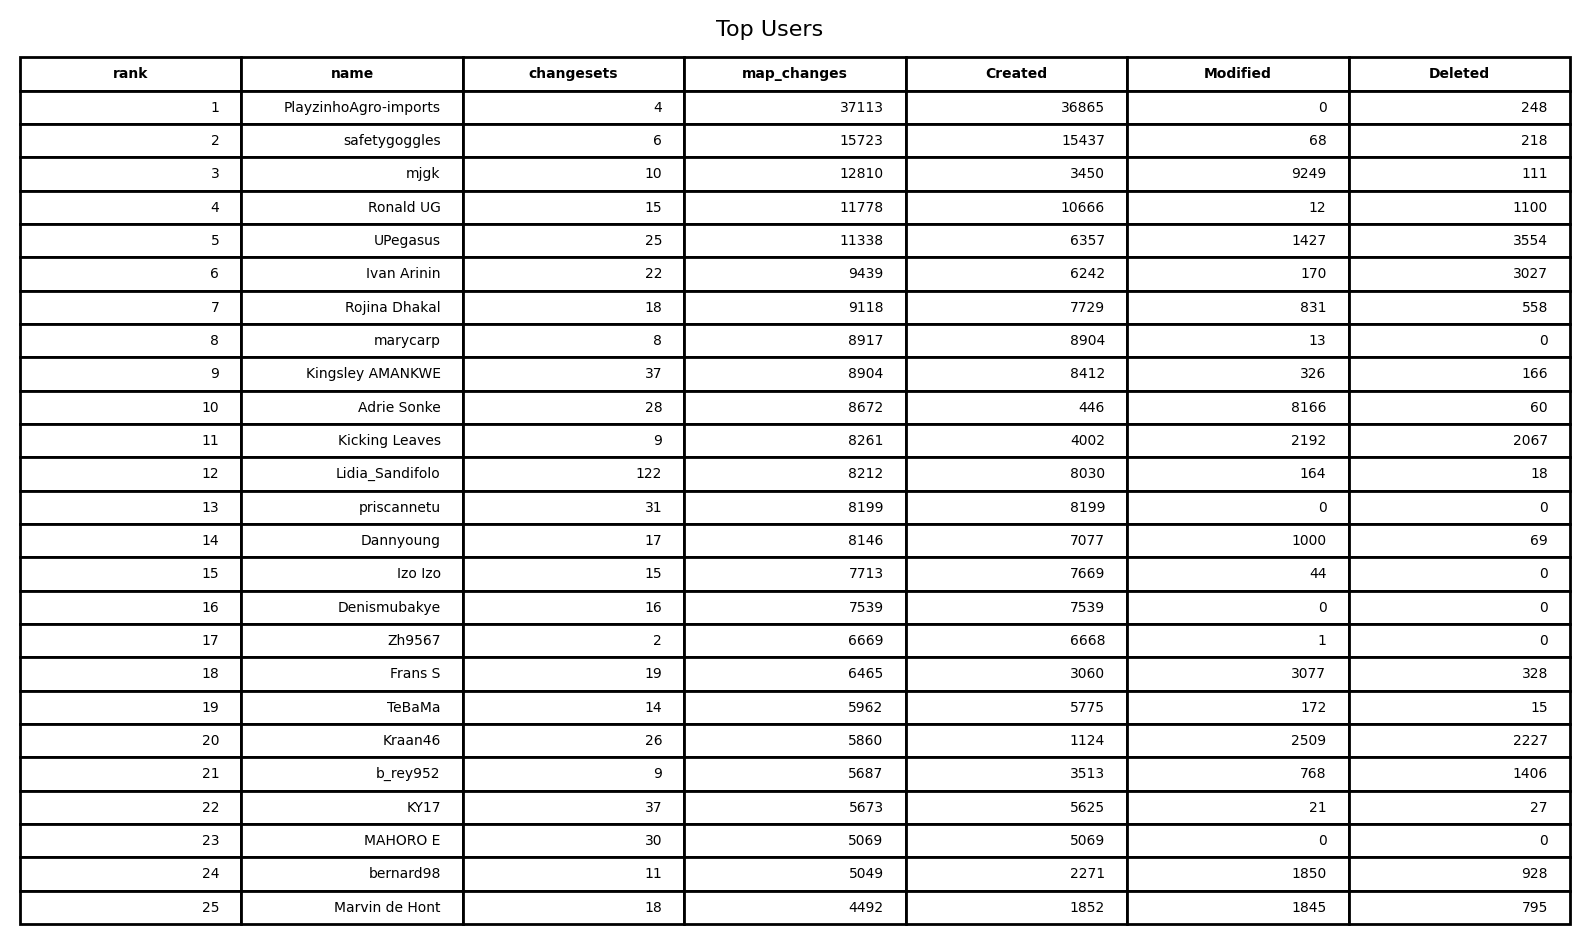 Top Users
rank name changesets map_changes Created Modified Deleted
1 PlayzinhoAgro-imports 4 37113 36865 0 248
2 safetygoggles 6 15723 15437 68 218
3 mjgk 10 12810 3450 9249 111
4 Ronald UG 15 11778 10666 12 1100
5 UPegasus 25 11338 6357 1427 3554
6 Ivan Arinin 22 9439 6242 170 3027
7 Rojina Dhakal 18 9118 7729 831 558
8 marycarp 8 8917 8904 13 0
9 Kingsley AMANKWE 37 8904 8412 326 166
10 Adrie Sonke 28 8672 446 8166 60
11 Kicking Leaves 9 8261 4002 2192 2067
12 Lidia_Sandifolo 122 8212 8030 164 18
13 priscannetu 31 8199 8199 0 0
14 Dannyoung 17 8146 7077 1000 69
15 Izo Izo 15 7713 7669 44 0
16 Denismubakye 16 7539 7539 0 0
17 Zh9567 2 6669 6668 1 0
18 Frans S 19 6465 3060 3077 328
19 TeBaMa 14 5962 5775 172 15
20 Kraan46 26 5860 1124 2509 2227
21 b_rey952 9 5687 3513 768 1406
22 KY17 37 5673 5625 21 27
23 MAHORO E 30 5069 5069 0 0
24 bernard98 11 5049 2271 1850 928
25 Marvin de Hont 18 4492 1852 1845 795